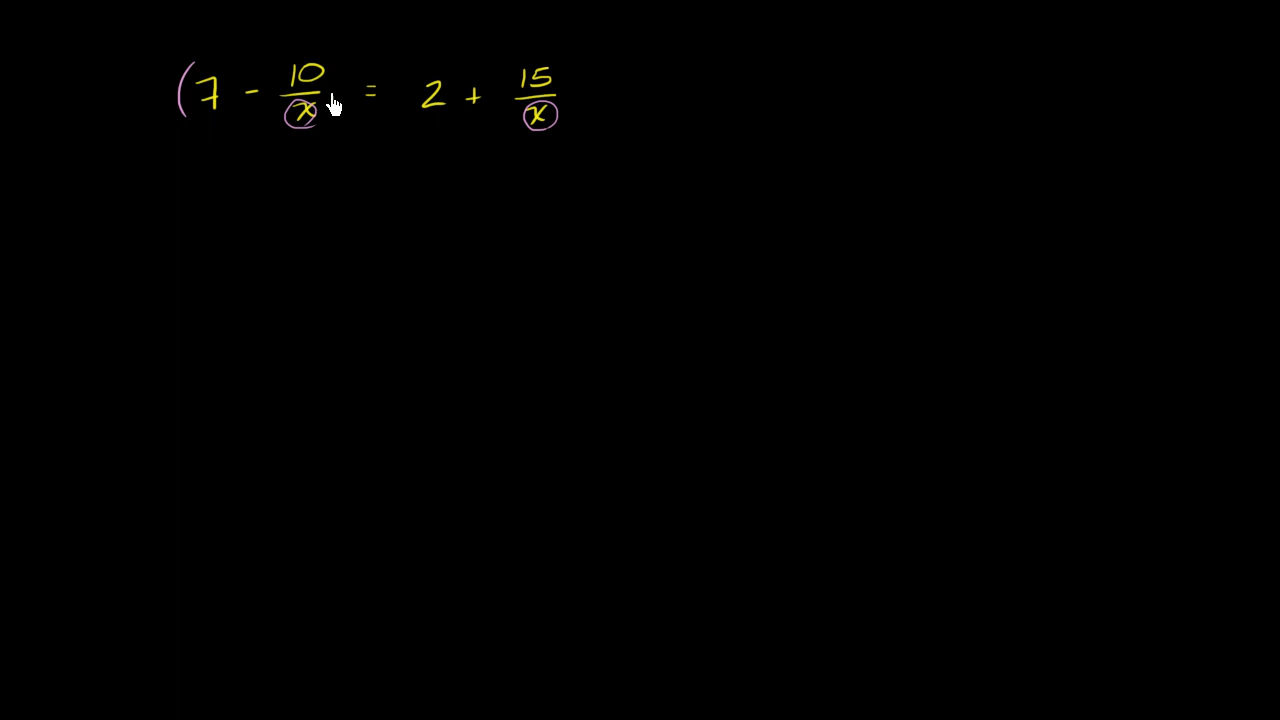 (7 - 10/x = 2 + 15/x